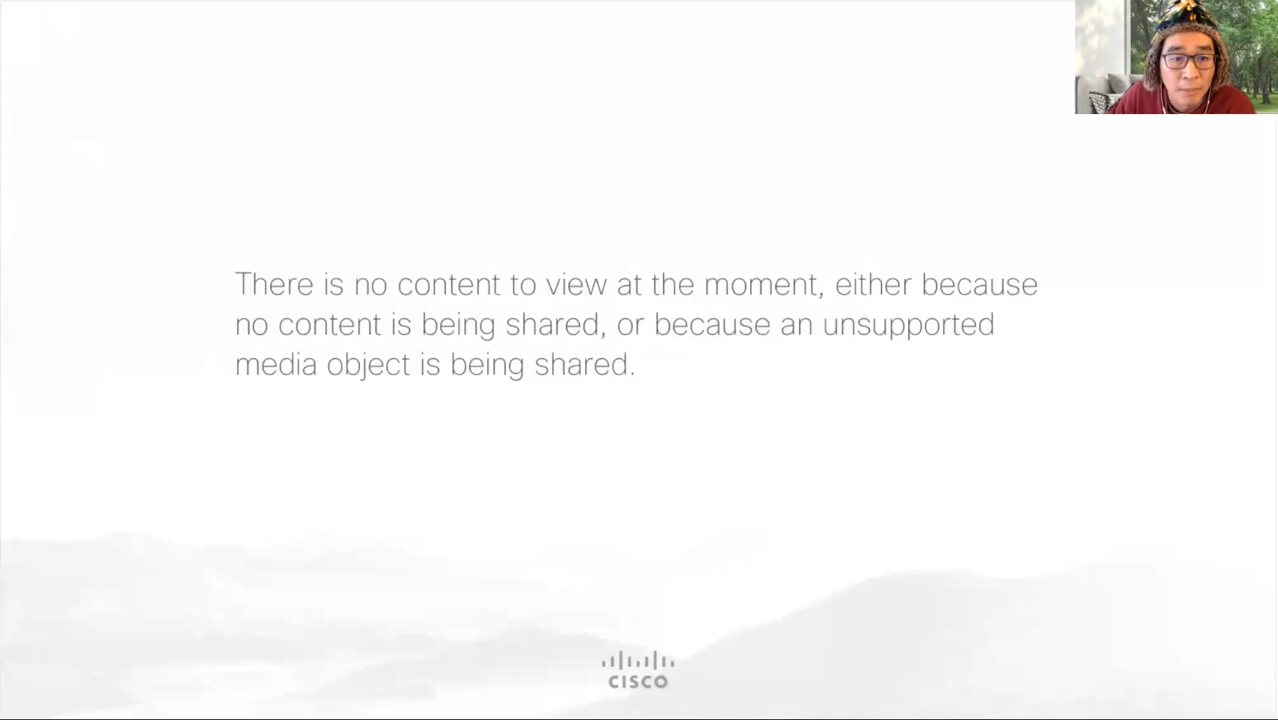 There is no content to view at the moment, either because
no content is being shared, or because an unsupported
media object is being shared.
CISCO